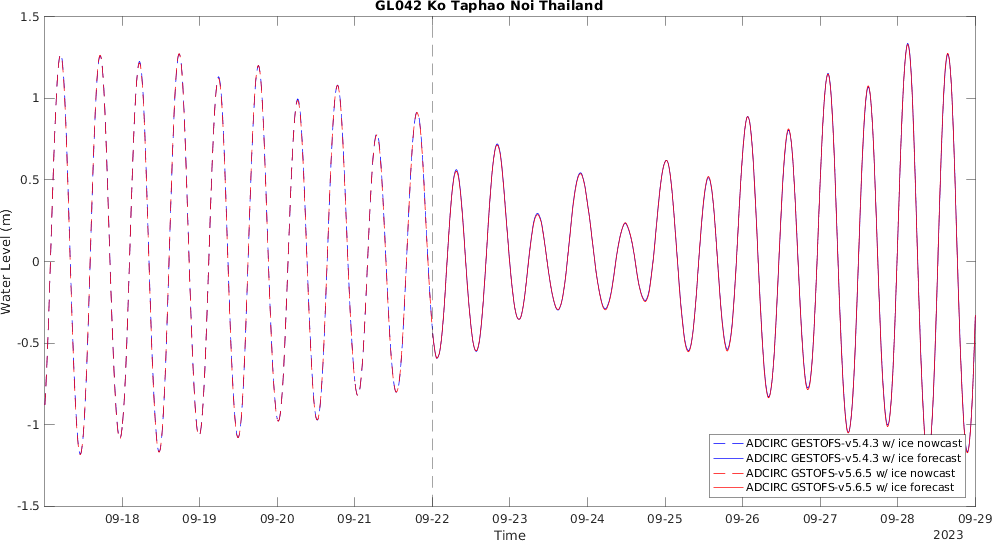 GL042 Ko Taphao Noi Thailand
1.5
1
0.5
0
-0.5
-1
-1.5
Water Level (m)
09-18 09-19 09-20 09-21 09-22 09-23 09-24 09-25 09-26 09-27 09-28 09-29
Time
2023
ADCIRC GESTOFS-v5.4.3 w/ ice nowcast
ADCIRC GESTOFS-v5.4.3 w/ ice forecast
ADCIRC GSTOFS-v5.6.5 w/ ice nowcast
ADCIRC GSTOFS-v5.6.5 w/ ice forecast